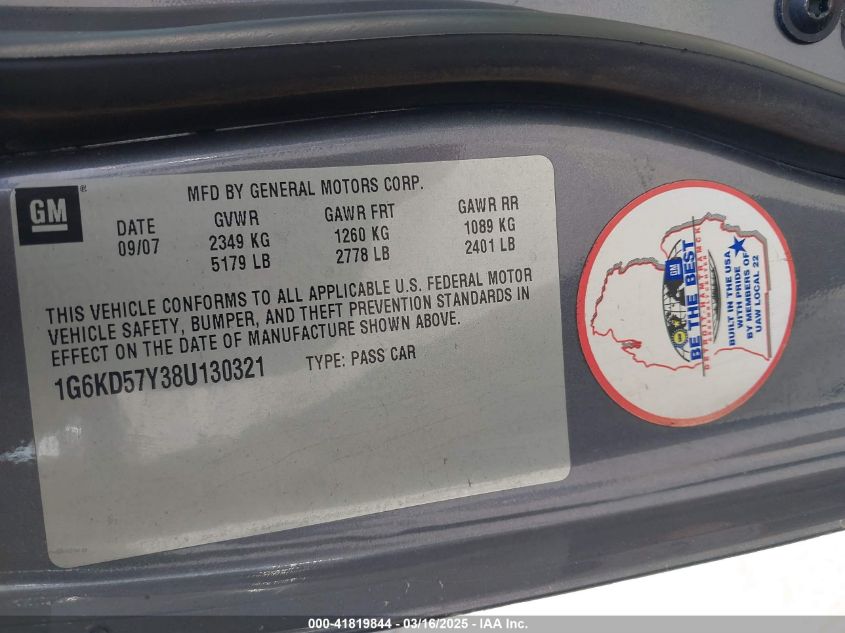 GM®
MFD BY GENERAL MOTORS CORP.
DATE GVWR GAWR FRT GAWR RR
09/07 2349 KG 1260 KG 1089 KG
5179 LB 2778 LB 2401 LB
THIS VEHICLE CONFORMS TO ALL APPLICABLE U.S. FEDERAL MOTOR
VEHICLE SAFETY, BUMPER, AND THEFT PREVENTION STANDARDS IN
EFFECT ON THE DATE OF MANUFACTURE SHOWN ABOVE.
1G6KD57Y38U130321 TYPE: PASS CAR
GM
BE THE BEST
DETROIT-HAMTRAMCK
BUILT IN THE USA
WITH PRIDE
BY MEMBERS OF
UAW LOCAL 22
000-41819844 — 03/16/2025 — IAA Inc.